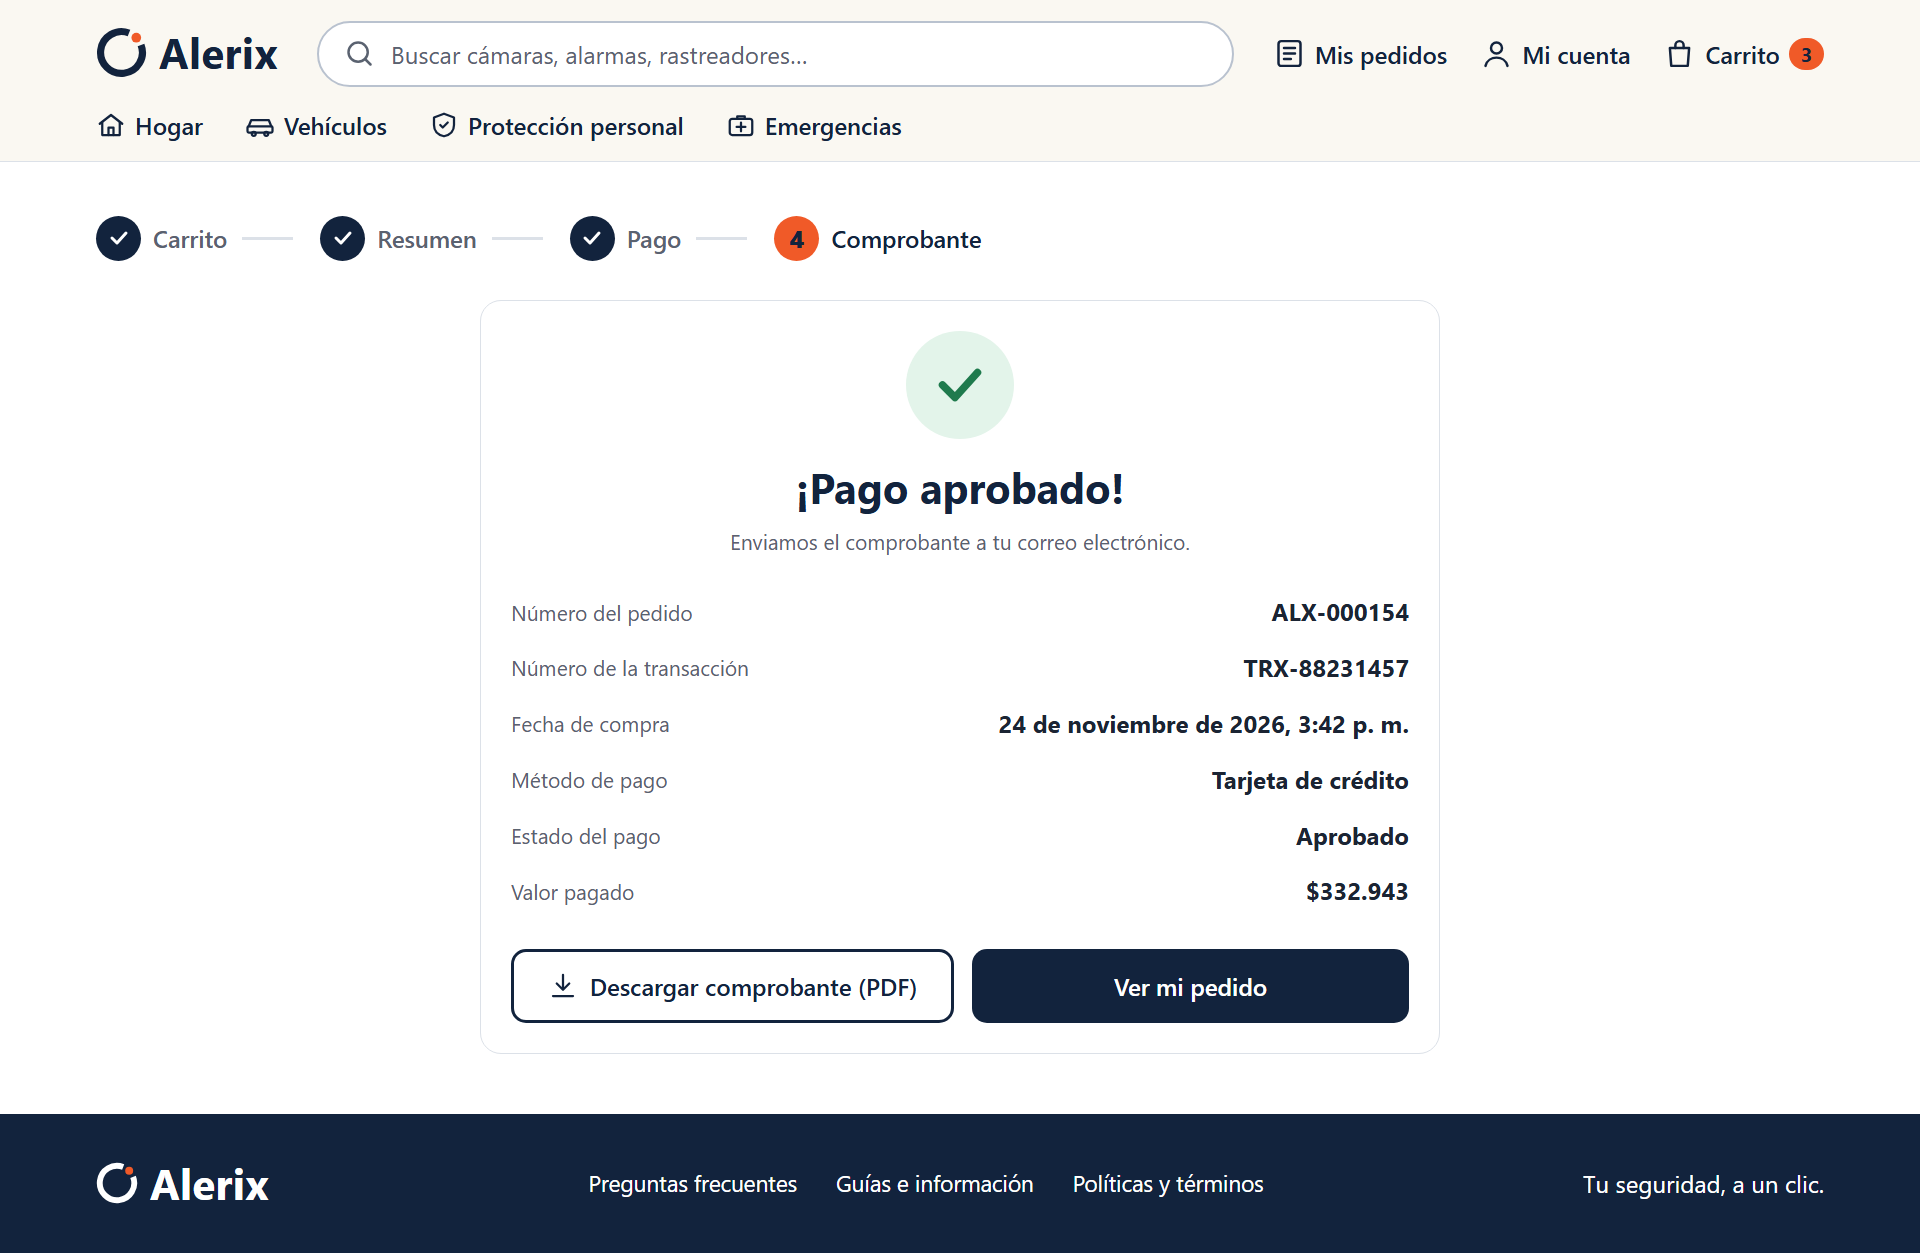 Alerix
Buscar cámaras, alarmas, rastreadores...
Mis pedidos
Mi cuenta
Carrito 3
Hogar
Vehículos
Protección personal
Emergencias
Carrito
Resumen
Pago
4 Comprobante
¡Pago aprobado!
Enviamos el comprobante a tu correo electrónico.
Número del pedido ALX-000154
Número de la transacción TRX-88231457
Fecha de compra 24 de noviembre de 2026, 3:42 p. m.
Método de pago Tarjeta de crédito
Estado del pago Aprobado
Valor pagado $332.943
Descargar comprobante (PDF)
Ver mi pedido
Alerix
Preguntas frecuentes
Guías e información
Políticas y términos
Tu seguridad, a un clic.